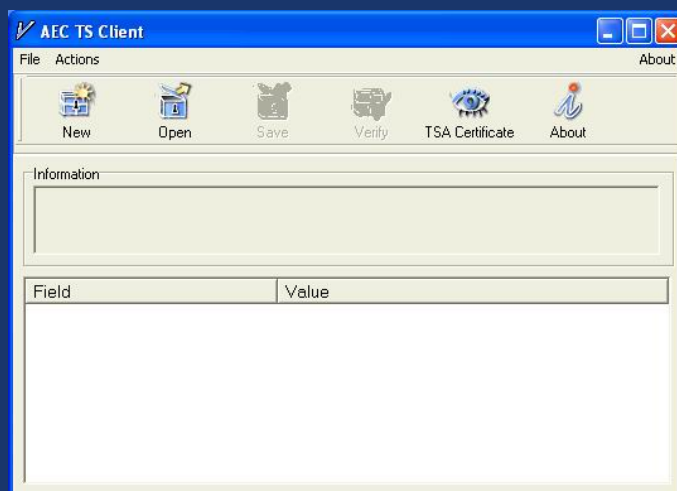 AEC TS Client
File Actions About
New Open Save Verify TSA Certificate About
Information
Field Value